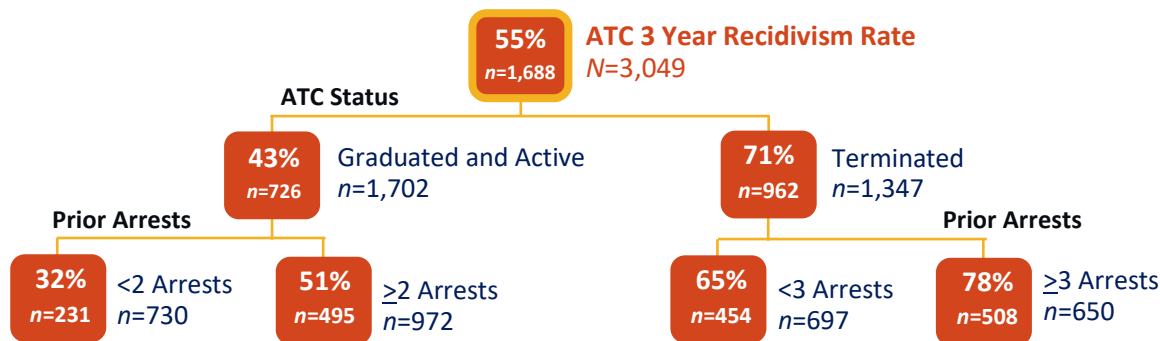 55%
n=1,688
ATC 3 Year Recidivism Rate
N=3,049
ATC Status
43%
n=726
Graduated and Active
n=1,702
71%
n=962
Terminated
n=1,347
Prior Arrests
Prior Arrests
32%
n=231
<2 Arrests
n=730
51%
n=495
≥2 Arrests
n=972
65%
n=454
<3 Arrests
n=697
78%
n=508
≥3 Arrests
n=650